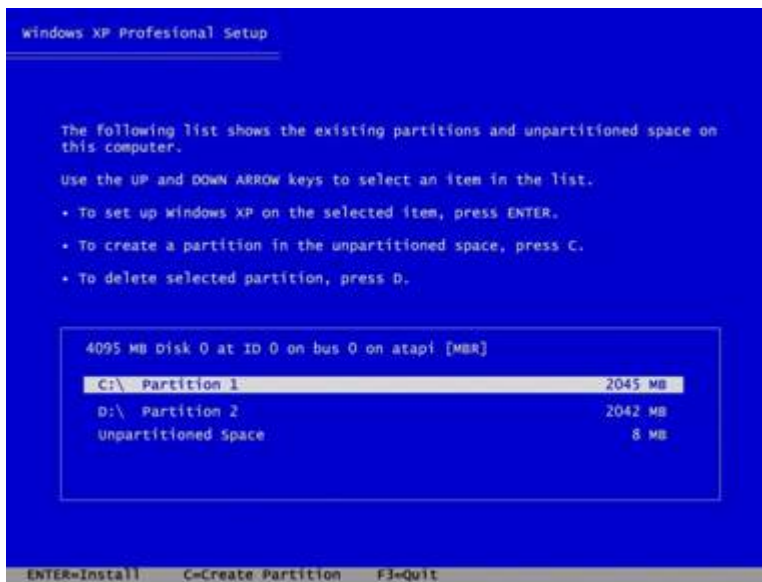 Windows XP Profesional Setup
The following list shows the existing partitions and unpartitioned space on
this computer.
Use the UP and DOWN ARROW keys to select an item in the list.
• To set up Windows XP on the selected item, press ENTER.
• To create a partition in the unpartitioned space, press C.
• To delete selected partition, press D.
4095 MB Disk 0 at ID 0 on bus 0 on atapi [MBR]
C:\ Partition 1 2045 MB
D:\ Partition 2 2042 MB
Unpartitioned Space 8 MB
ENTER=Install C=Create Partition F3=Quit